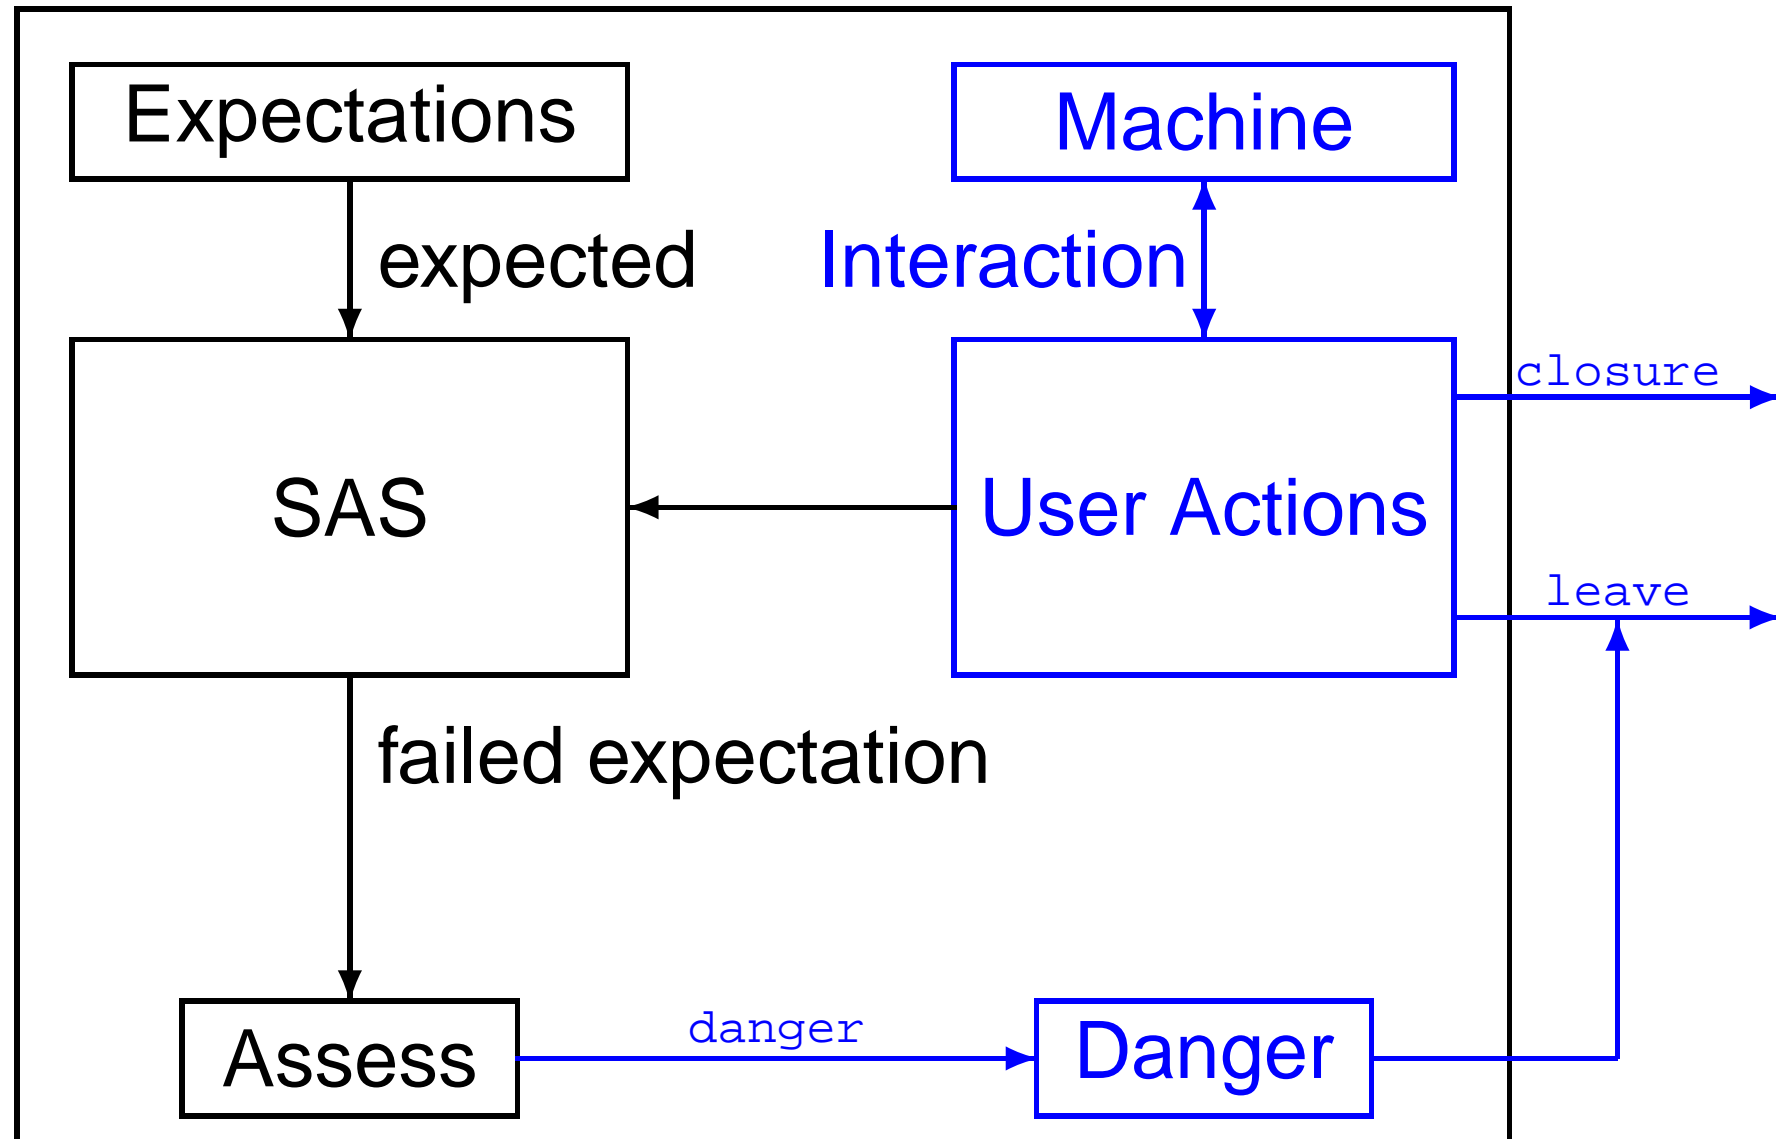 Expectations
Machine
expected
Interaction
closure
SAS
User Actions
leave
failed expectation
danger
Assess
Danger